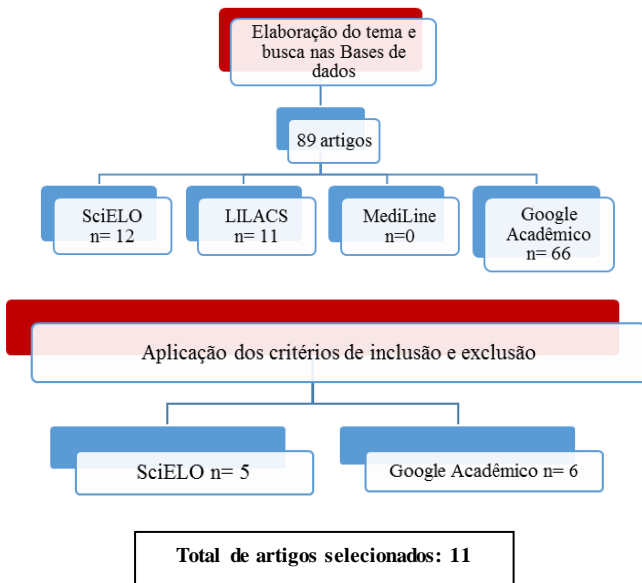 Elaboração do tema e
busca nas Bases de
dados
89 artigos
SciELO
n= 12
LILACS
n= 11
MediLine
n=0
Google
Acadêmico
n= 66
Aplicação dos critérios de inclusão e exclusão
SciELO n= 5
Google Acadêmico n= 6
Total de artigos selecionados: 11